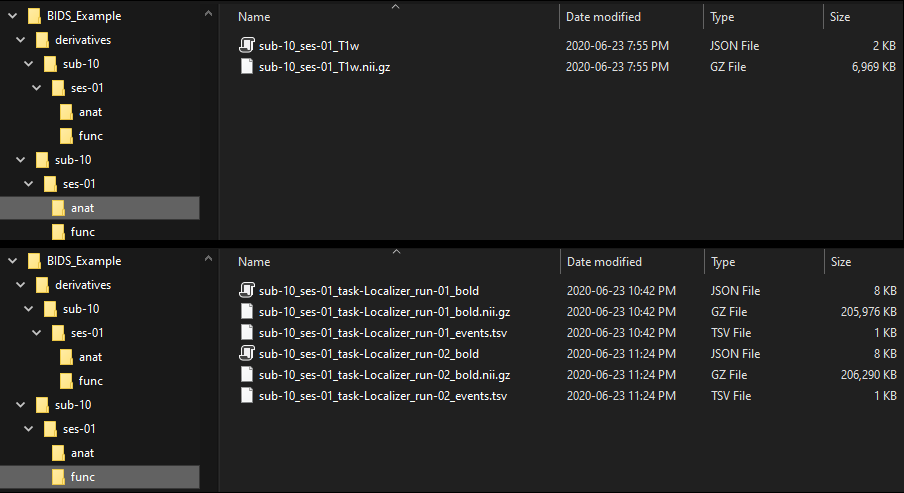 BIDS_Example
derivatives
sub-10
ses-01
anat
func
sub-10
ses-01
anat
func
Name Date modified Type Size
sub-10_ses-01_T1w 2020-06-23 7:55 PM JSON File 2 KB
sub-10_ses-01_T1w.nii.gz 2020-06-23 7:55 PM GZ File 6,969 KB
BIDS_Example
derivatives
sub-10
ses-01
anat
func
sub-10
ses-01
anat
func
Name Date modified Type Size
sub-10_ses-01_task-Localizer_run-01_bold 2020-06-23 10:42 PM JSON File 8 KB
sub-10_ses-01_task-Localizer_run-01_bold.nii.gz 2020-06-23 10:42 PM GZ File 205,976 KB
sub-10_ses-01_task-Localizer_run-01_events.tsv 2020-06-23 10:42 PM TSV File 1 KB
sub-10_ses-01_task-Localizer_run-02_bold 2020-06-23 11:24 PM JSON File 8 KB
sub-10_ses-01_task-Localizer_run-02_bold.nii.gz 2020-06-23 11:24 PM GZ File 206,290 KB
sub-10_ses-01_task-Localizer_run-02_events.tsv 2020-06-23 11:24 PM TSV File 1 KB